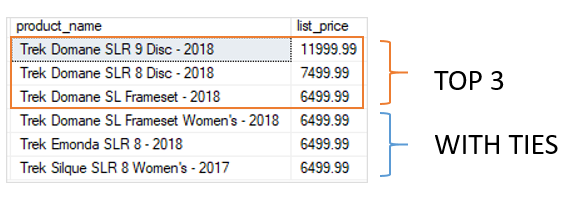 product_name list_price
Trek Domane SLR 9 Disc - 2018 11999.99
Trek Domane SLR 8 Disc - 2018 7499.99
Trek Domane SL Frameset - 2018 6499.99
Trek Domane SL Frameset Women's - 2018 6499.99
Trek Emonda SLR 8 - 2018 6499.99
Trek Silque SLR 8 Women's - 2017 6499.99
TOP 3
WITH TIES